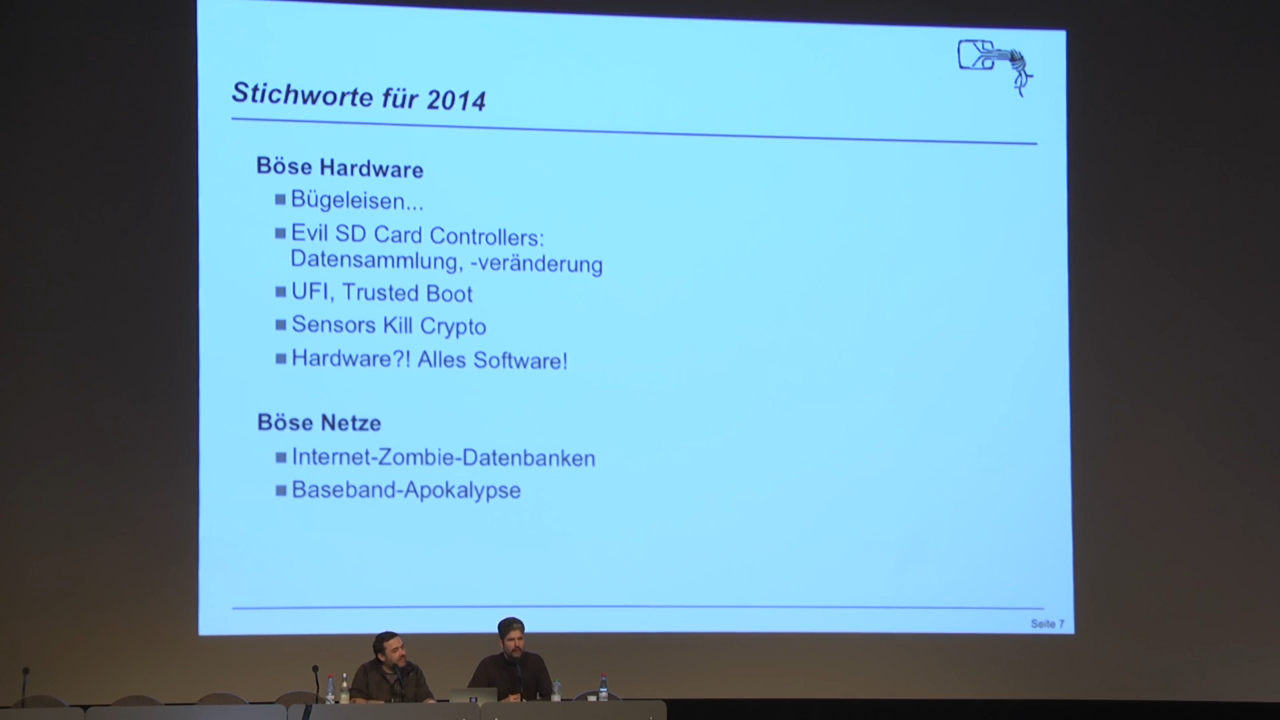 Stichworte für 2014
Böse Hardware
Bügeleisen...
Evil SD Card Controllers:
Datensammlung, -veränderung
UFI, Trusted Boot
Sensors Kill Crypto
Hardware?! Alles Software!
Böse Netze
Internet-Zombie-Datenbanken
Baseband-Apokalypse
Seite 7